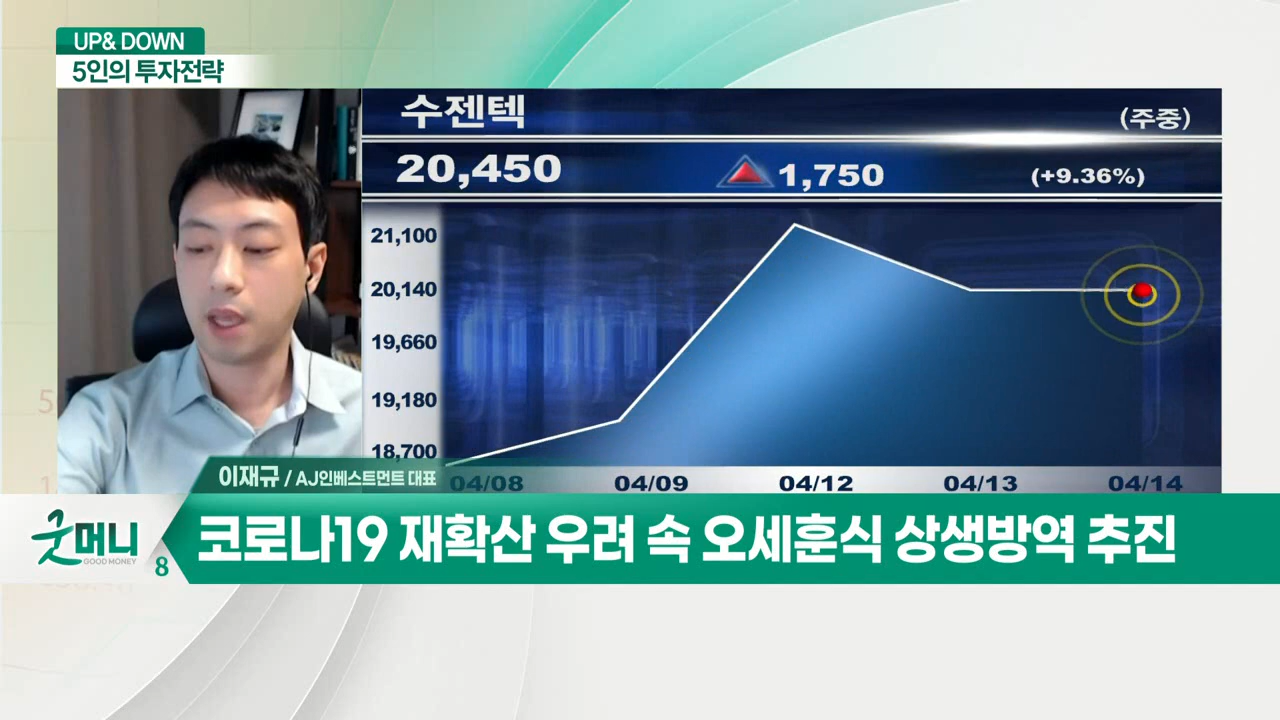 UP& DOWN
5인의 투자전략
수젠텍
(주중)
20,450
1,750
(+9.36%)
21,100
20,140
19,660
19,180
18,700
04/08
04/09
04/12
04/13
04/14
이재규 / AJ인베스트먼트 대표
굿머니
GOOD MONEY
8
코로나19 재확산 우려 속 오세훈식 상생방역 추진